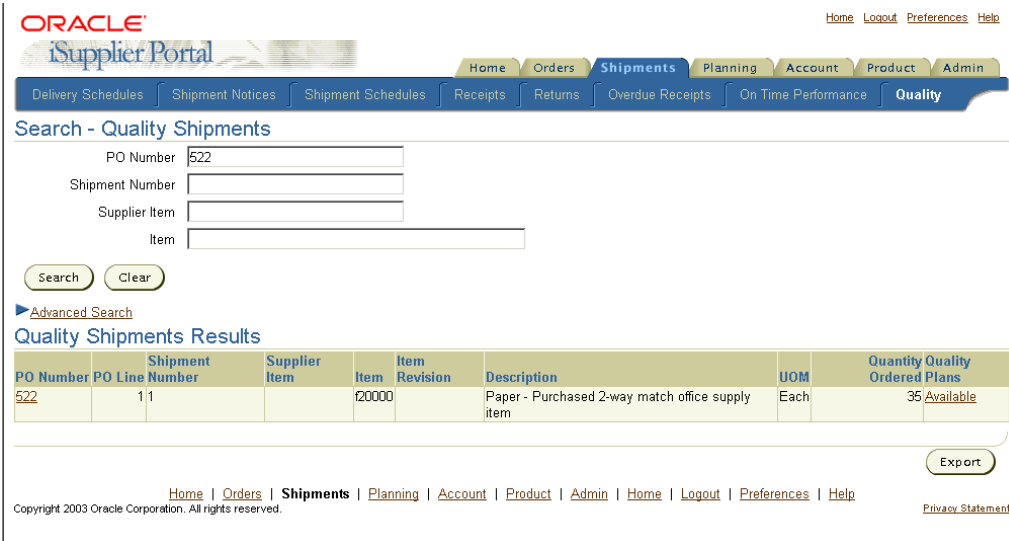 Home Logout Preferences Help
ORACLE
iSupplier Portal
Home Orders Shipments Planning Account Product Admin
Delivery Schedules Shipment Notices Shipment Schedules Receipts Returns Overdue Receipts On Time Performance Quality
Search - Quality Shipments
PO Number 522
Shipment Number
Supplier Item
Item
Search Clear
Advanced Search
Quality Shipments Results
PO Number PO Line Shipment Number Supplier Item Item Item Revision Description UOM Quantity Ordered Quality Plans
522 1 1 f20000 Paper - Purchased 2-way match office supply item Each 35 Available
Export
Home | Orders | Shipments | Planning | Account | Product | Admin | Home | Logout | Preferences | Help
Copyright 2003 Oracle Corporation. All rights reserved. Privacy Statement